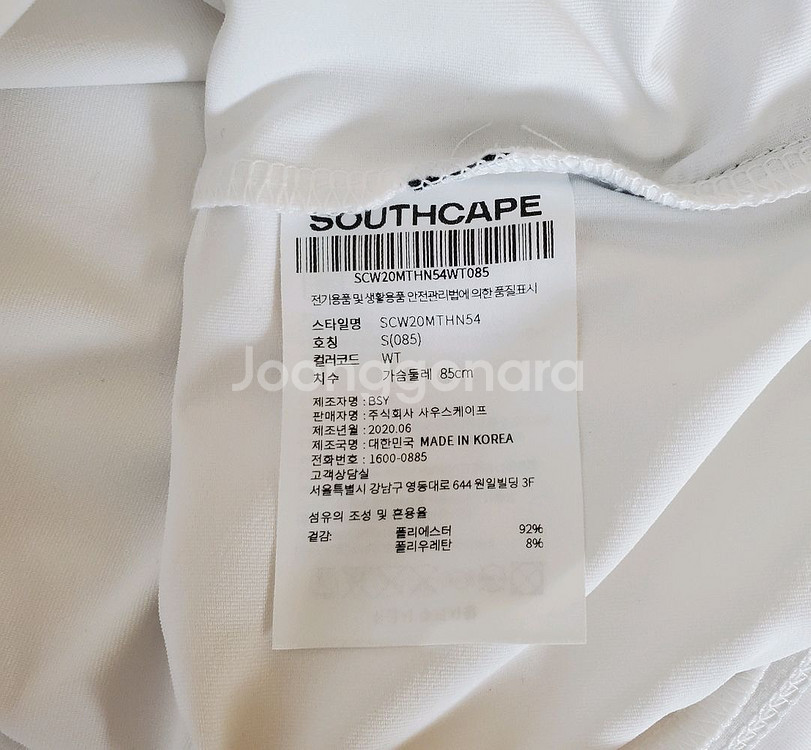 SOUTHCAPE
SCW20MTHN54WT085
전기용품 및 생활용품 안전관리법에 의한 품질표시
스타일명 SCW20MTHN54
호칭 S(085)
컬러코드 WT
치수 가슴둘레 85cm
Joonggonara
제조자명 : BSY
판매자명 : 주식회사 사우스케이프
제조년월 : 2020.06
제조국명 : 대한민국 MADE IN KOREA
전화번호 : 1600-0885
고객상담실
서울특별시 강남구 영동대로 644 원일빌딩 3F
섬유의 조성 및 혼용율
겉감: 폴리에스터 92%
폴리우레탄 8%